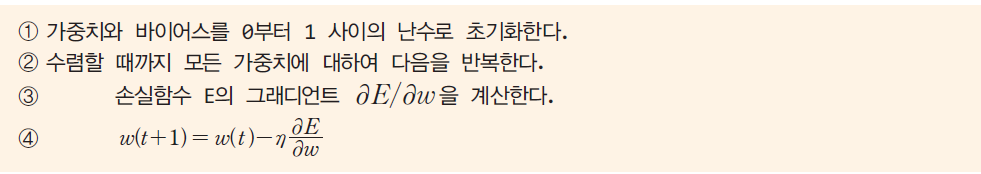 ① 가중치와 바이어스를 0부터 1 사이의 난수로 초기화한다.
② 수렴할 때까지 모든 가중치에 대하여 다음을 반복한다.
③ 손실함수 E의 그래디언트 ∂E/∂w을 계산한다.
④ w(t+1)=w(t)−η ∂E/∂w